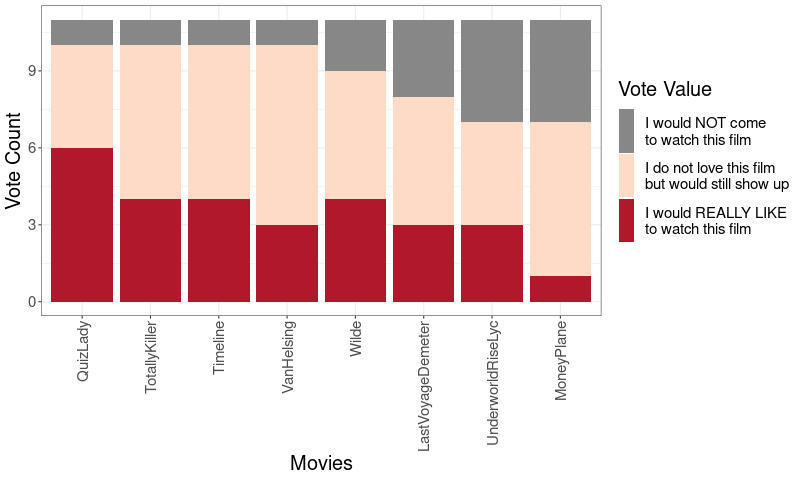 Vote Count
9
6
3
0
QuizLady
TotallyKiller
Timeline
VanHelsing
Wilde
LastVoyageDemeter
UnderworldRiseLyc
MoneyPlane
Movies
Vote Value
I would NOT come
to watch this film
I do not love this film
but would still show up
I would REALLY LIKE
to watch this film